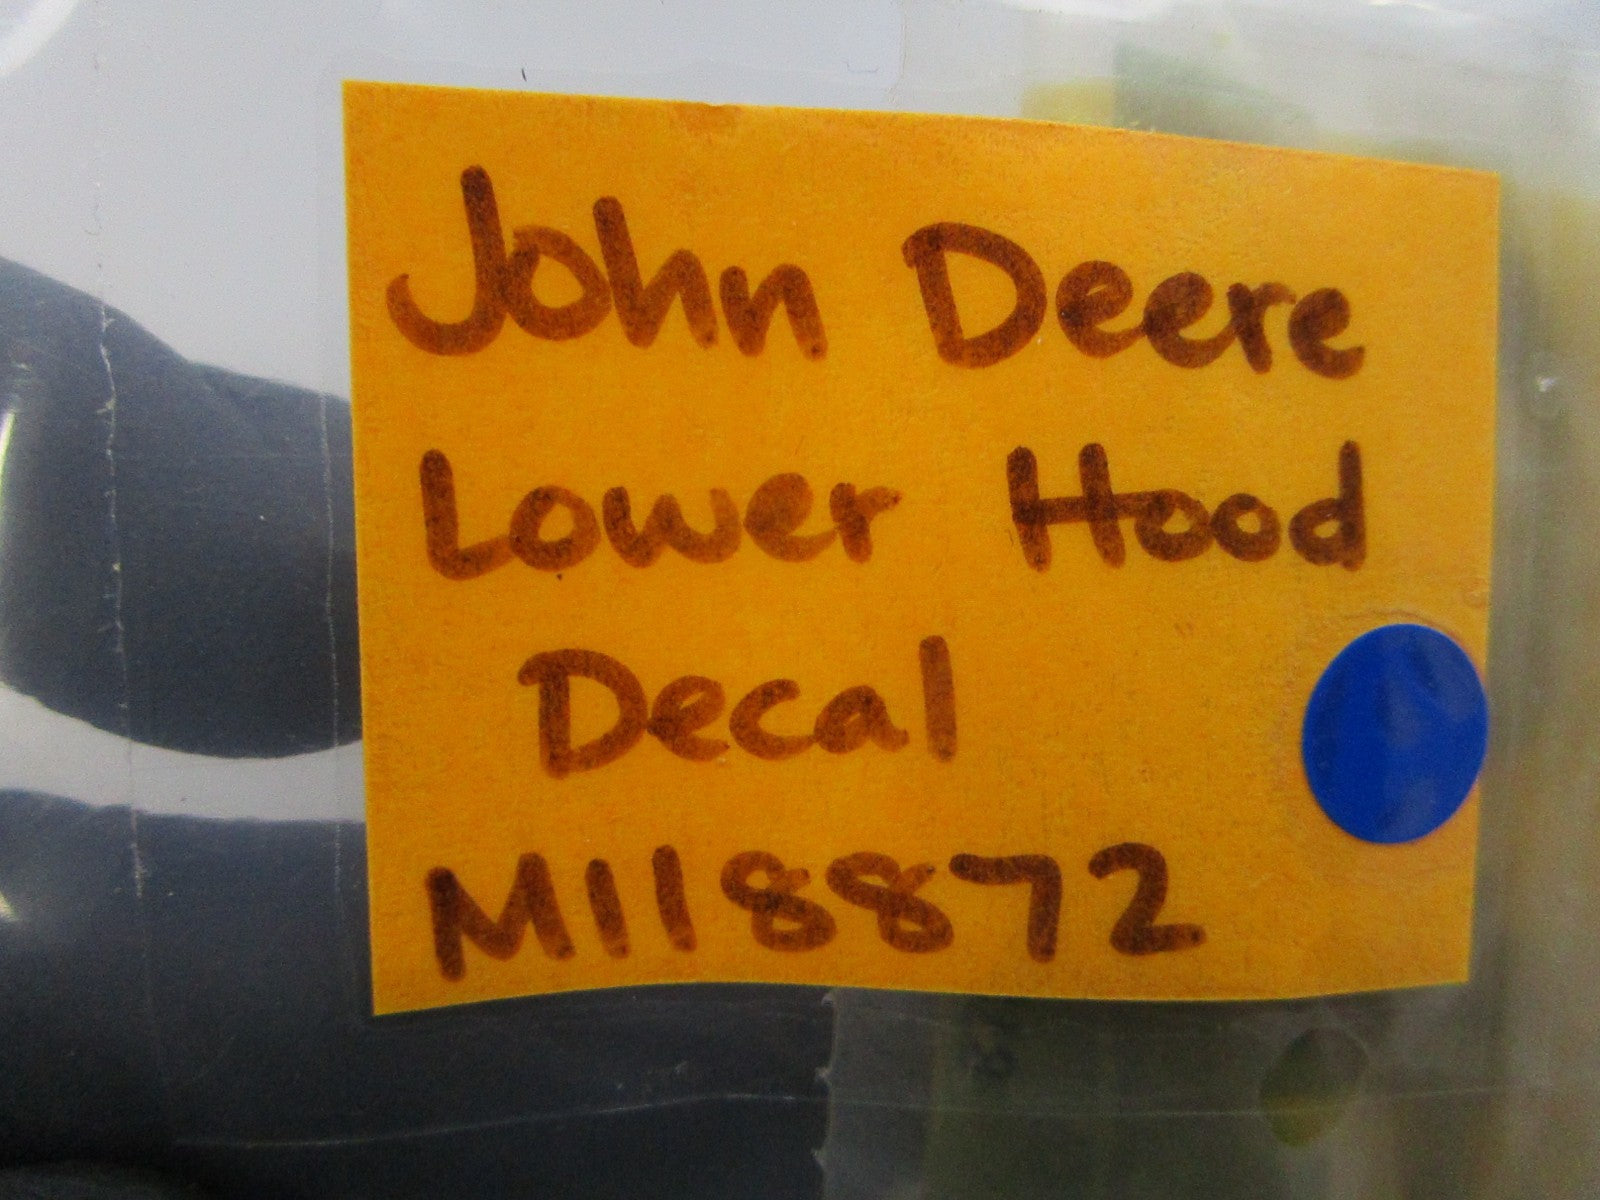 John Deere
Lower Hood
Decal
M118872